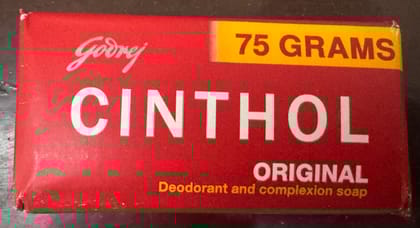 Godrej
75 GRAMS
CINTHOL
ORIGINAL
Deodorant and complexion soap